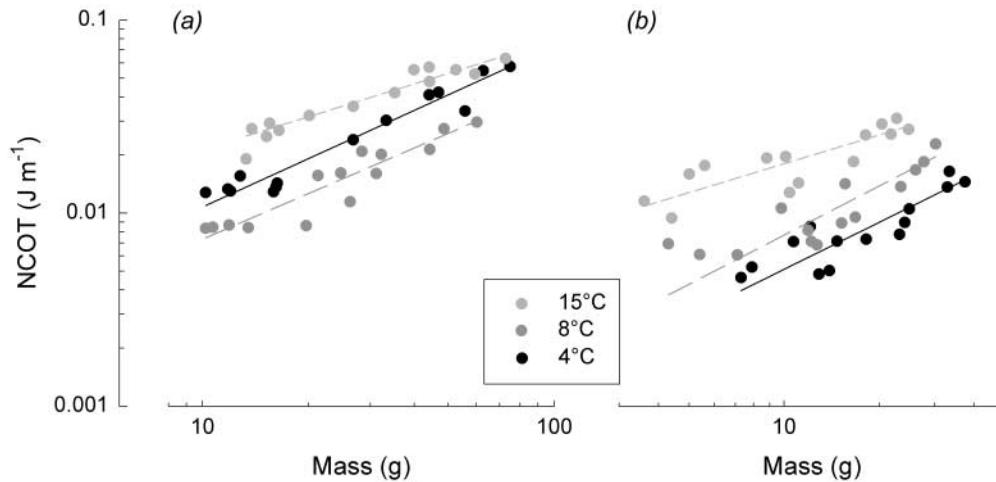 0.1
(a)
(b)
NCOT (J m⁻¹)
0.01
15°C
8°C
4°C
0.001
10
100
10
Mass (g)
Mass (g)